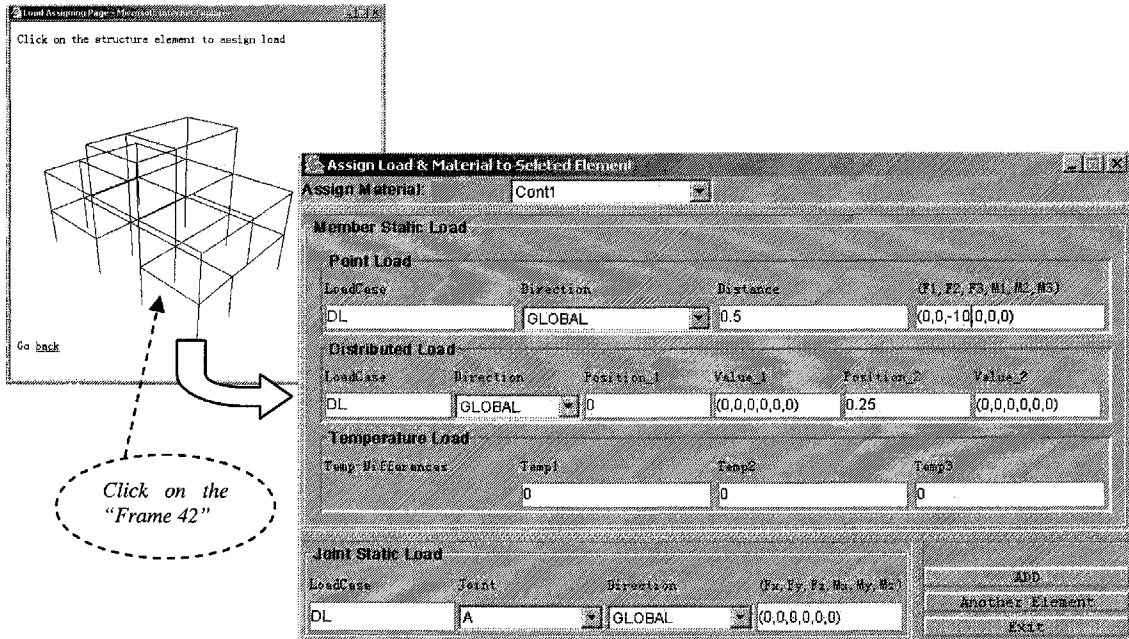 Load Assigning Page - Microsoft Internet Explorer
Click on the structure element to assign load
Go back
Click on the
“Frame 42”
Assign Load & Material to Seleted Element
Assign Material:
Cont1
Member Static Load
Point Load
LoadCase Direction Distance (F1,F2,F3,M1,M2,M3)
DL GLOBAL 0.5 (0,0,-10,0,0,0)
Distributed Load
LoadCase Direction Position_1 Value_1 Position_2 Value_2
DL GLOBAL 0 (0,0,0,0,0,0) 0.25 (0,0,0,0,0,0)
Temperature Load
Temp-Differences Temp1 Temp2 Temp3
0 0 0
Joint Static Load
LoadCase Joint Direction (Fx,Fy,Fz,Mx,My,Mz)
DL A GLOBAL (0,0,0,0,0,0)
ADD
Another Element
Exit